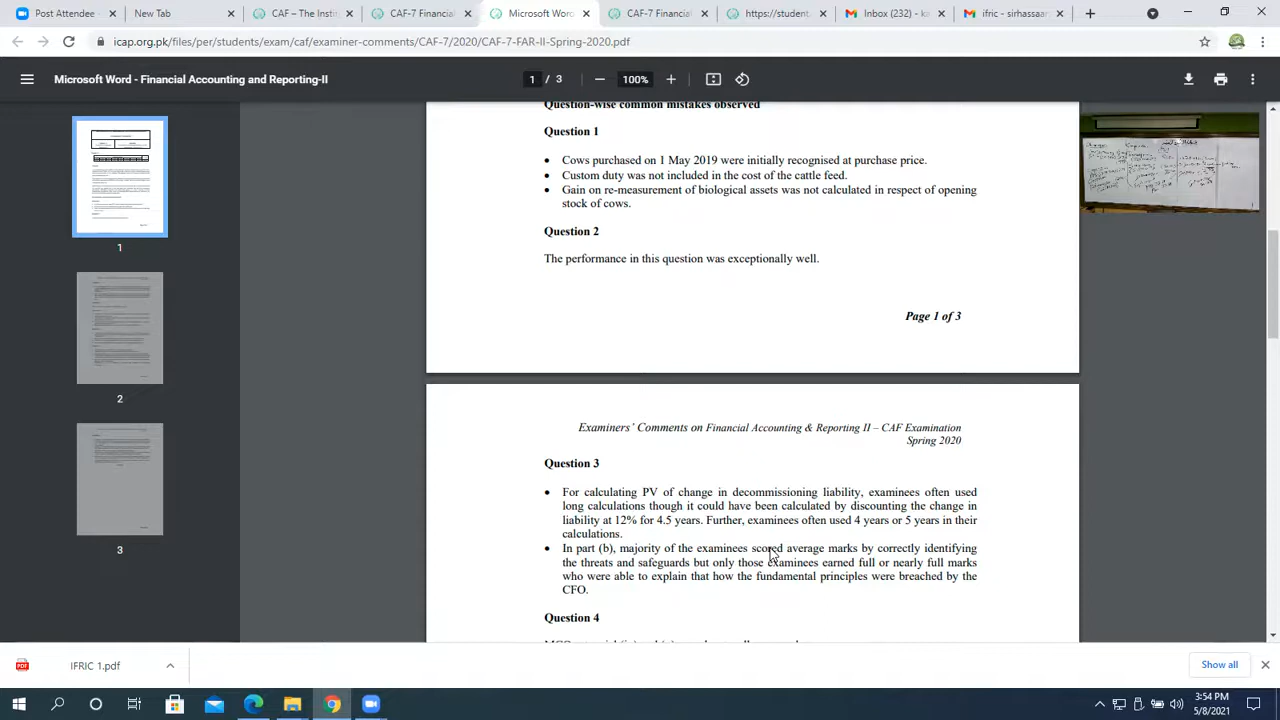 Post Attende
New Tab
CAF – The Insti
CAF-7 Financial
Microsoft Word
CAF-7 Financial
https://student
Inbox (232) - ka
ifric - sirhassaan
icap.org.pk/files/per/students/exam/caf/examiner-comments/CAF-7/2020/CAF-7-FAR-II-Spring-2020.pdf
Microsoft Word - Financial Accounting and Reporting-II
1 / 3
100%
Question-wise common mistakes observed
Question 1
• Cows purchased on 1 May 2019 were initially recognised at purchase price.
• Custom duty was not included in the cost of the cattle feed.
• Gain on re-measurement of biological assets was not calculated in respect of opening
stock of cows.
Question 2
The performance in this question was exceptionally well.
Page 1 of 3
Examiners' Comments on Financial Accounting & Reporting II – CAF Examination
Spring 2020
Question 3
• For calculating PV of change in decommissioning liability, examinees often used
long calculations though it could have been calculated by discounting the change in
liability at 12% for 4.5 years. Further, examinees often used 4 years or 5 years in their
calculations.
• In part (b), majority of the examinees scored average marks by correctly identifying
the threats and safeguards but only those examinees earned full or nearly full marks
who were able to explain that how the fundamental principles were breached by the
CFO.
Question 4
1
2
3
IFRIC 1.pdf
Show all
3:54 PM
5/8/2021